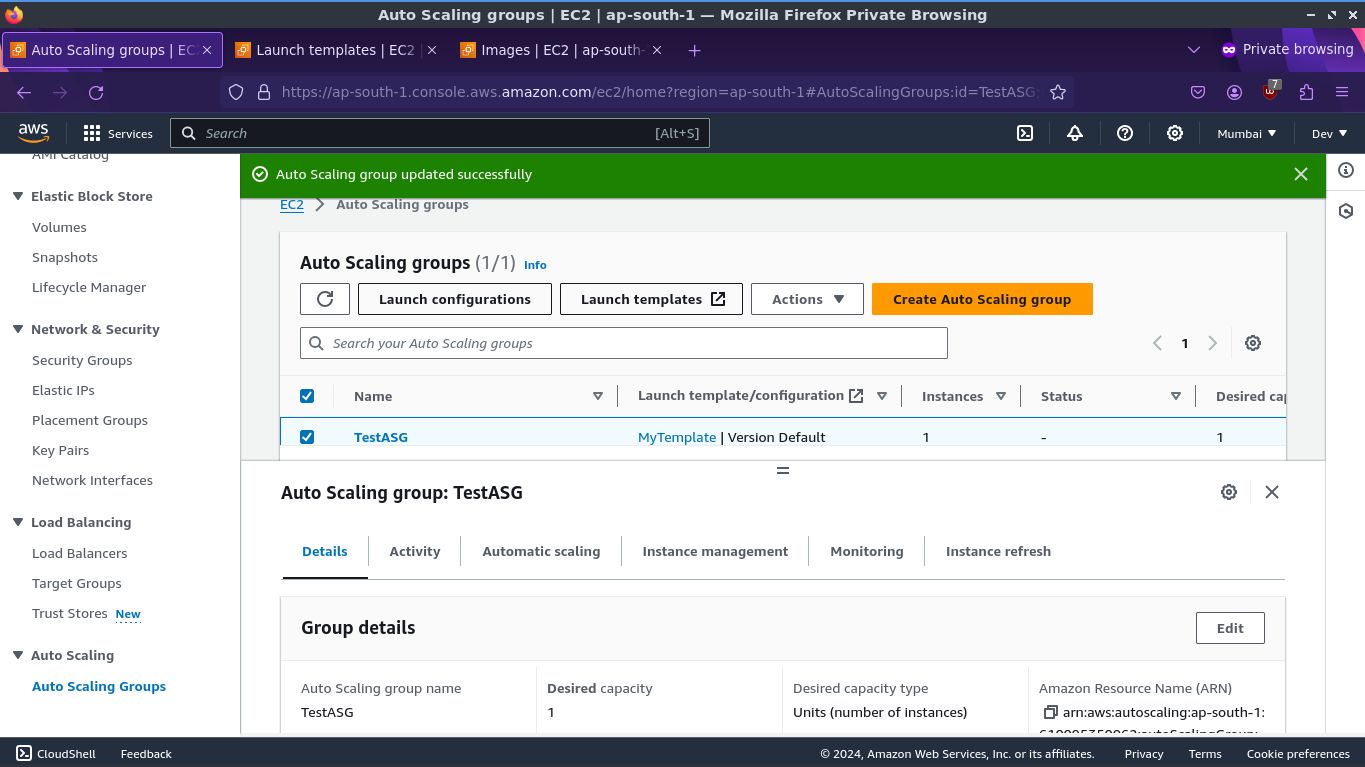 Auto Scaling groups | EC2 | ap-south-1 — Mozilla Firefox Private Browsing
Auto Scaling groups | EC
Launch templates | EC2
Images | EC2 | ap-south-
Private browsing
https://ap-south-1.console.aws.amazon.com/ec2/home?region=ap-south-1#AutoScalingGroups:id=TestASG
7
aws
Services
Search
[Alt+S]
Mumbai
Dev
AMI Catalog
Elastic Block Store
Volumes
Snapshots
Lifecycle Manager
Network & Security
Security Groups
Elastic IPs
Placement Groups
Key Pairs
Network Interfaces
Load Balancing
Load Balancers
Target Groups
Trust Stores New
Auto Scaling
Auto Scaling Groups
Auto Scaling group updated successfully
EC2 > Auto Scaling groups
Auto Scaling groups (1/1) Info
Launch configurations
Launch templates
Actions
Create Auto Scaling group
Search your Auto Scaling groups
1
Name
Launch template/configuration
Instances
Status
Desired cap
TestASG
MyTemplate | Version Default
1
-
1
Auto Scaling group: TestASG
Details
Activity
Automatic scaling
Instance management
Monitoring
Instance refresh
Group details
Edit
Auto Scaling group name
TestASG
Desired capacity
1
Desired capacity type
Units (number of instances)
Amazon Resource Name (ARN)
arn:aws:autoscaling:ap-south-1:
CloudShell
Feedback
© 2024, Amazon Web Services, Inc. or its affiliates.
Privacy
Terms
Cookie preferences